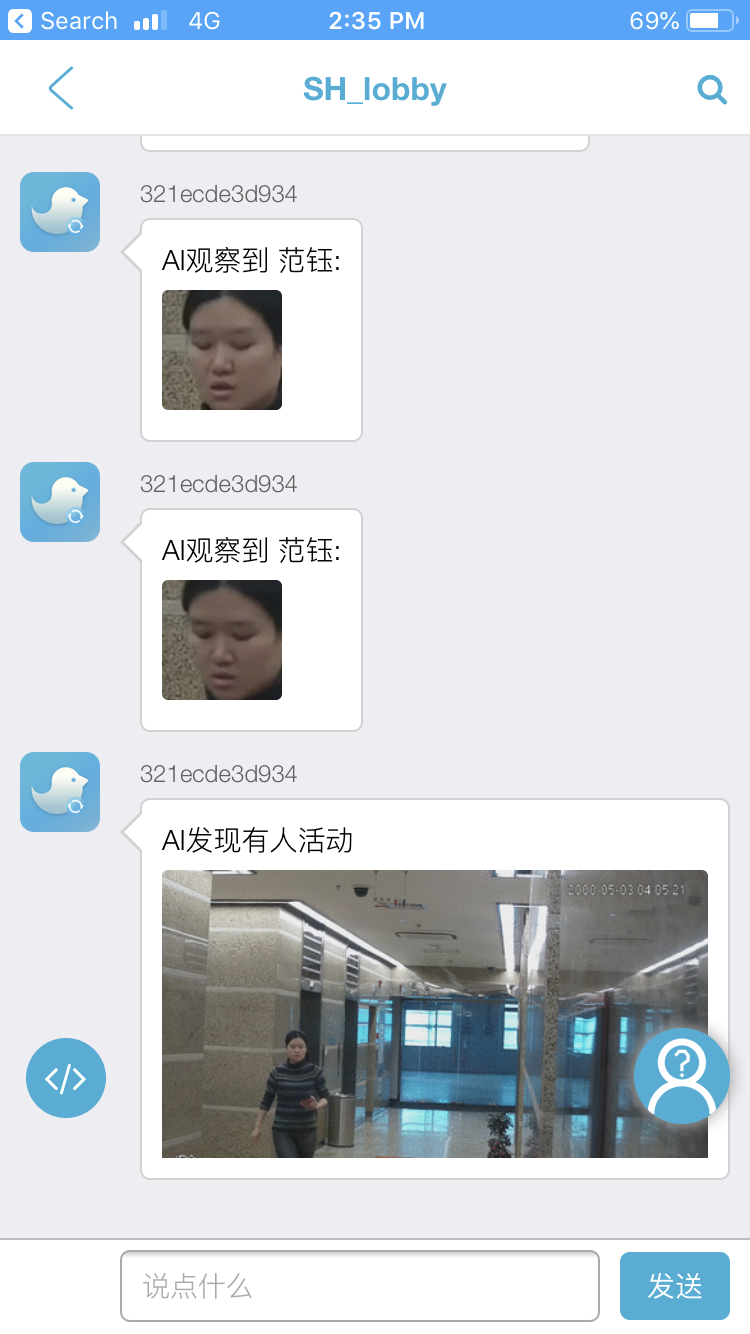 Search 4G 2:35 PM 69%
SH_lobby
321ecde3d934
AI观察到 范钰:
321ecde3d934
AI观察到 范钰:
321ecde3d934
AI发现有人活动
2000-05-03 04 05 21
</>
?
说点什么
发送